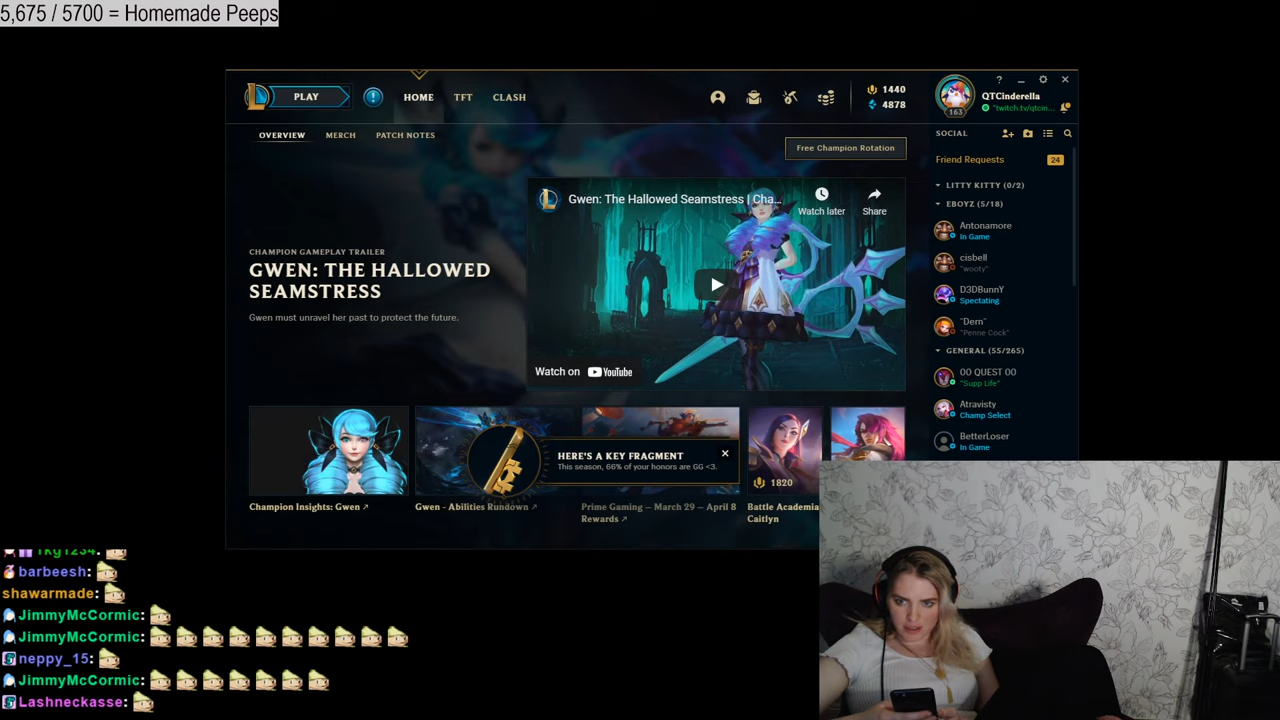 5,675 / 5700 = Homemade Peeps
PLAY
HOME
TFT
CLASH
1440
4878
163
QTCinderella
"twitch.tv/qtcin...
OVERVIEW
MERCH
PATCH NOTES
Free Champion Rotation
SOCIAL
Friend Requests
24
LITTY KITTY (0/2)
EBOYZ (5/18)
Antonamore
In Game
cisbell
"wooty"
D3DBunnY
Spectating
"Dern"
"Penne Cock"
GENERAL (55/265)
OO QUEST OO
"Supp Life"
Atravisty
Champ Select
BetterLoser
In Game
CHAMPION GAMEPLAY TRAILER
GWEN: THE HALLOWED
SEAMSTRESS
Gwen must unravel her past to protect the future.
Gwen: The Hallowed Seamstress | Cha...
Watch later
Share
Watch on YouTube
HERE'S A KEY FRAGMENT
This season, 66% of your honors are GG <3.
1820
Champion Insights: Gwen
Gwen - Abilities Rundown
Prime Gaming – March 29 – April 8
Rewards
Battle Academia
Caitlyn
barbeesh:
shawarmade:
JimmyMcCormic:
JimmyMcCormic:
neppy_15:
JimmyMcCormic:
Lashneckasse: